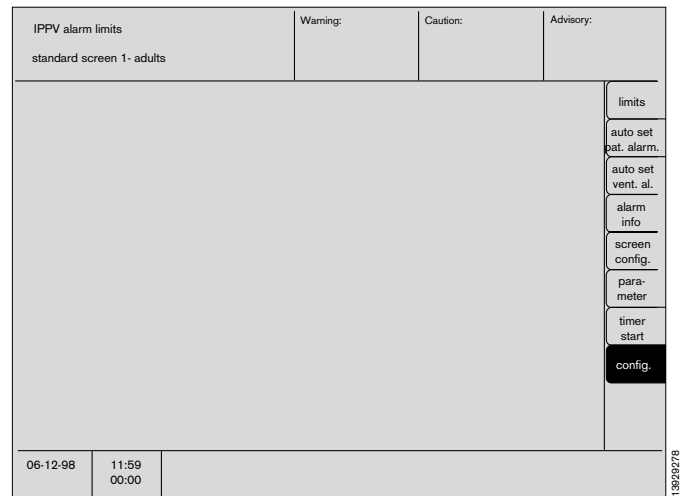 IPPV alarm limits
standard screen 1- adults
Warning:
Caution:
Advisory:
limits
auto set
pat. alarm.
auto set
vent. al.
alarm
info
screen
config.
para-
meter
timer
start
config.
06-12-98
11:59
00:00
13929278